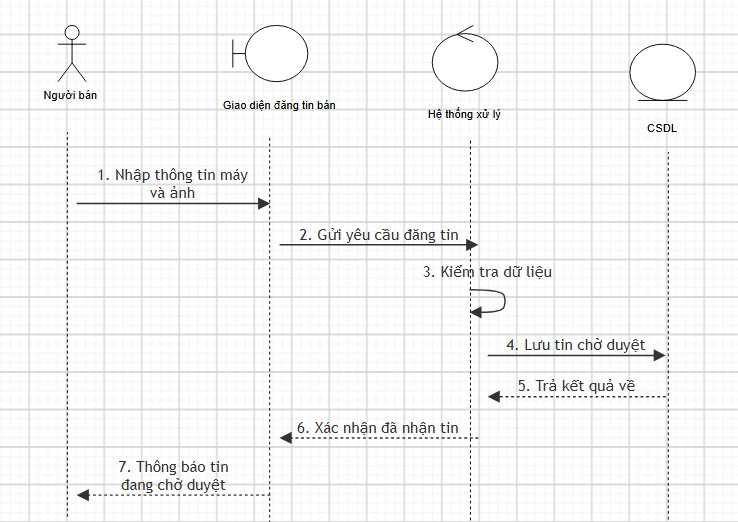 Người bán
Giao diện đăng tin bán
Hệ thống xử lý
CSDL
1. Nhập thông tin máy
và ảnh
2. Gửi yêu cầu đăng tin
3. Kiểm tra dữ liệu
4. Lưu tin chờ duyệt
5. Trả kết quả về
6. Xác nhận đã nhận tin
7. Thông báo tin
đang chờ duyệt